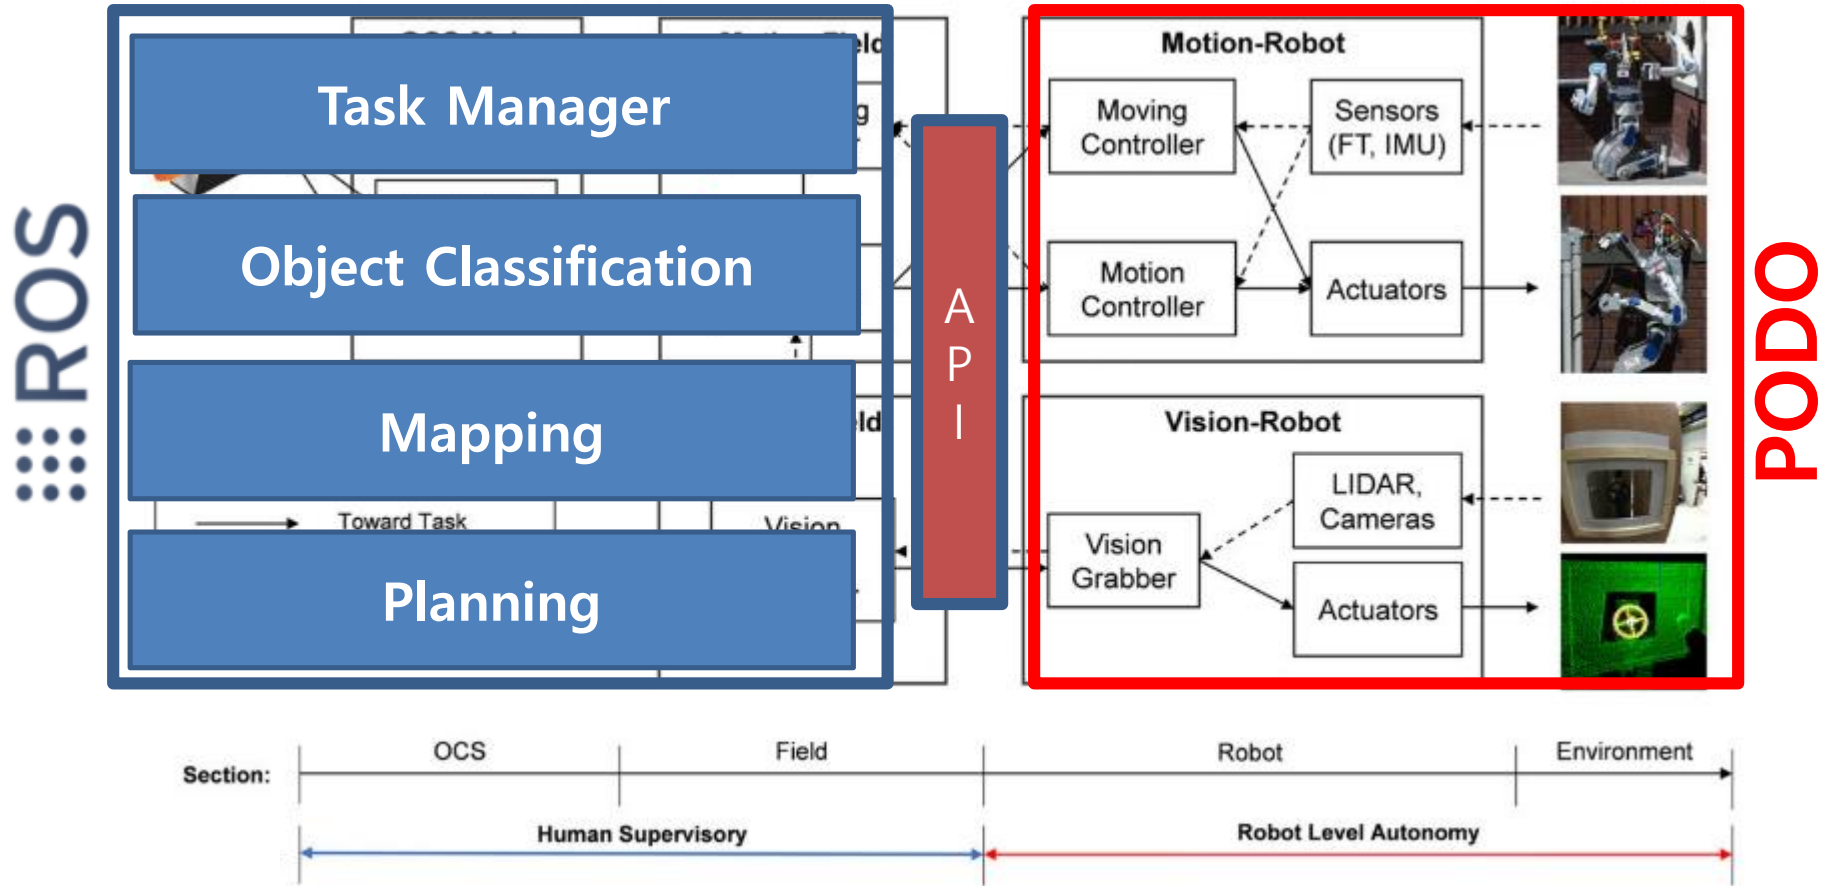 ROS
Task Manager
Object Classification
Mapping
Toward Task
Vision
Planning
A
P
I
Motion-Robot
Moving
Controller
Sensors
(FT, IMU)
Motion
Controller
Actuators
Vision-Robot
LIDAR,
Cameras
Vision
Grabber
Actuators
PODO
Section:
OCS
Field
Robot
Environment
Human Supervisory
Robot Level Autonomy